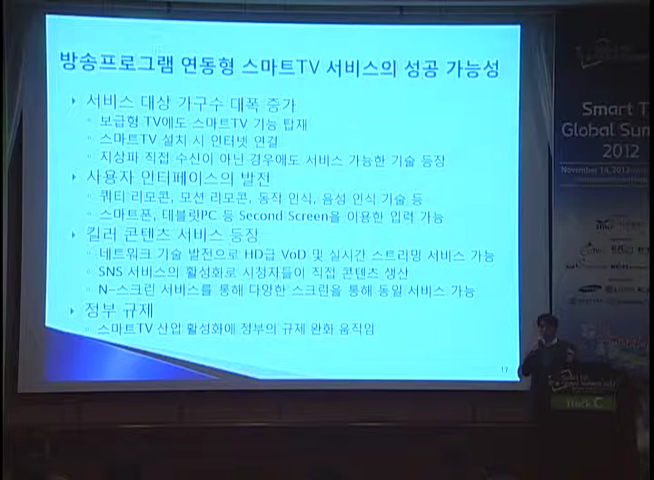 방송프로그램 연동형 스마트TV 서비스의 성공 가능성
서비스 대상 가구수 대폭 증가
보급형 TV에도 스마트TV 기능 탑재
스마트TV 설치 시 인터넷 연결
지상파 직접 수신이 아닌 경우에도 서비스 가능한 기술 등장
사용자 인터페이스의 발전
쿼티 리모콘, 모션 리모콘, 동작 인식, 음성 인식 기술 등
스마트폰, 태블릿PC 등 Second Screen을 이용한 입력 가능
킬러 콘텐츠 서비스 등장
네트워크 기술 발전으로 HD급 VoD 및 실시간 스트리밍 서비스 가능
SNS 서비스의 활성화로 시청자들이 직접 콘텐츠 생산
N-스크린 서비스를 통해 다양한 스크린을 통해 동일 서비스 가능
정부 규제
스마트TV 산업 활성화에 정부의 규제 완화 움직임
17
Smart T
Global Sum
2012
November 14, 2012
Track C